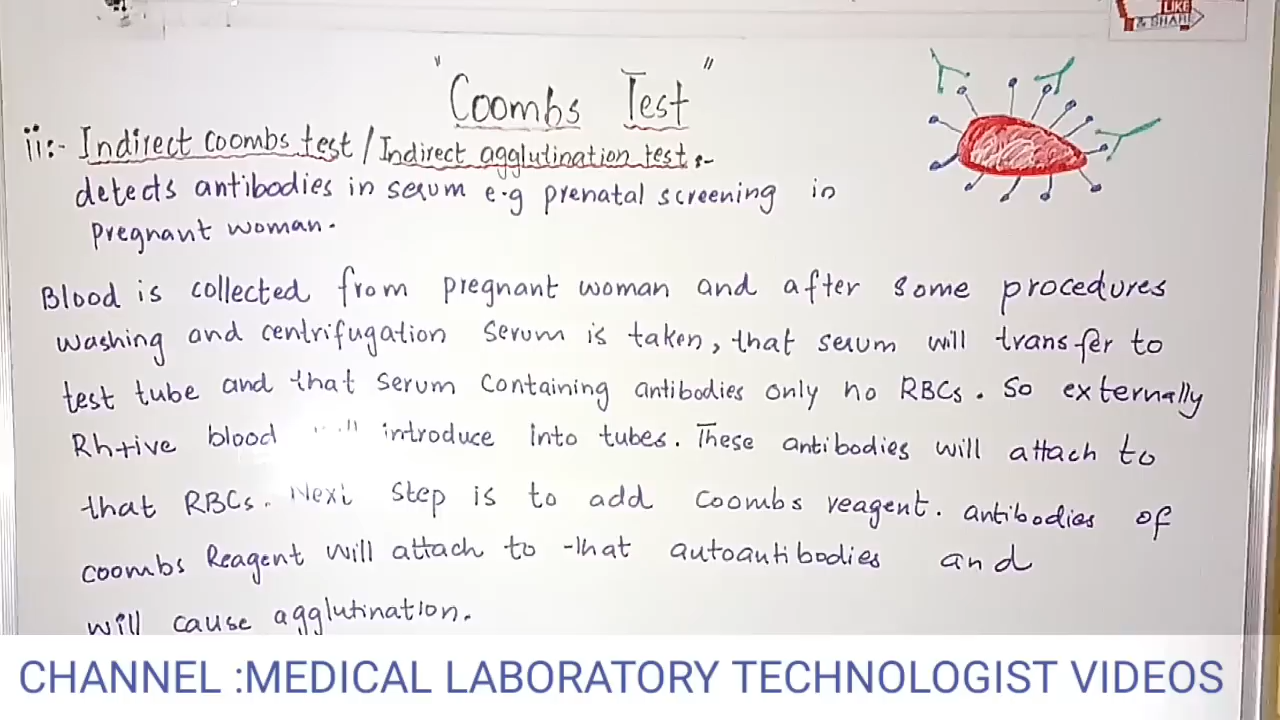 LIKE
& SHARE
"Coombs Test"
ii:- Indirect coombs test / Indirect agglutination test:-
detects antibodies in serum e.g prenatal screening in
pregnant woman.
Blood is collected from pregnant woman and after some procedures
washing and centrifugation serum is taken, that serum will transfer to
test tube and that serum containing antibodies only no RBCs. So externally
Rh+ive blood introduce into tubes. These antibodies will attach to
that RBCs. Next step is to add coombs reagent. antibodies of
coombs Reagent will attach to that autoantibodies and
will cause agglutination.
CHANNEL :MEDICAL LABORATORY TECHNOLOGIST VIDEOS